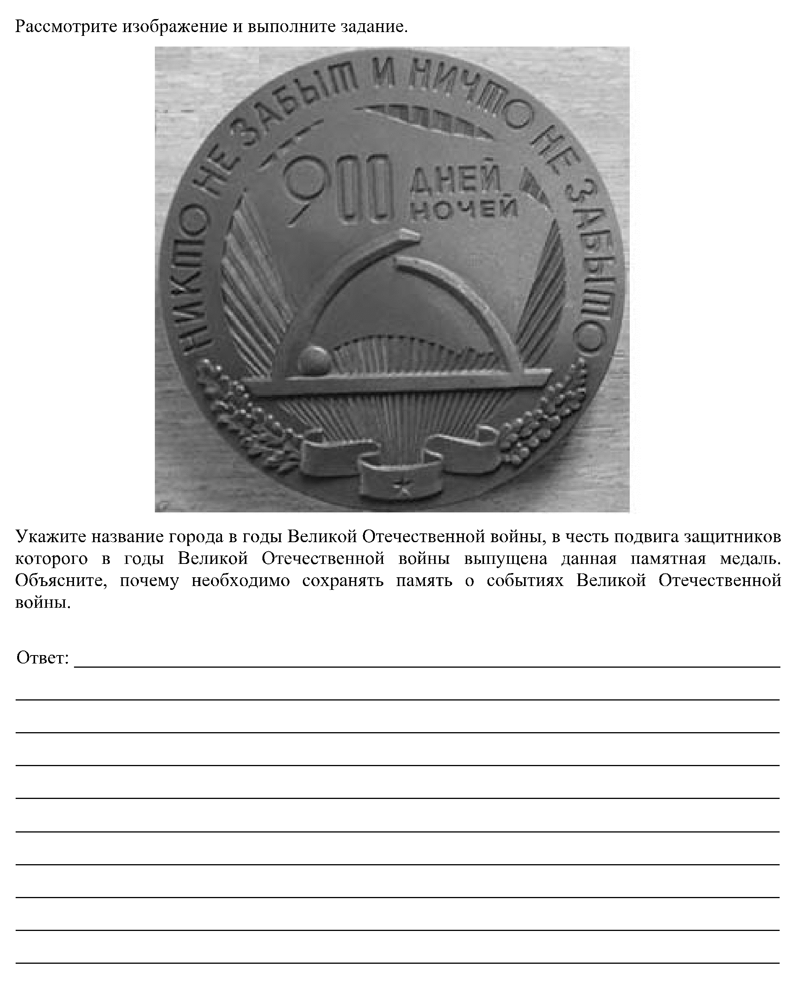 Рассмотрите изображение и выполните задание.
НИКТО НЕ ЗАБЫТ И НИЧТО НЕ ЗАБЫТО
900 ДНЕЙ
НОЧЕЙ
Укажите название города в годы Великой Отечественной войны, в честь подвига защитников
которого в годы Великой Отечественной войны выпущена данная памятная медаль.
Объясните, почему необходимо сохранять память о событиях Великой Отечественной
войны.
Ответ: